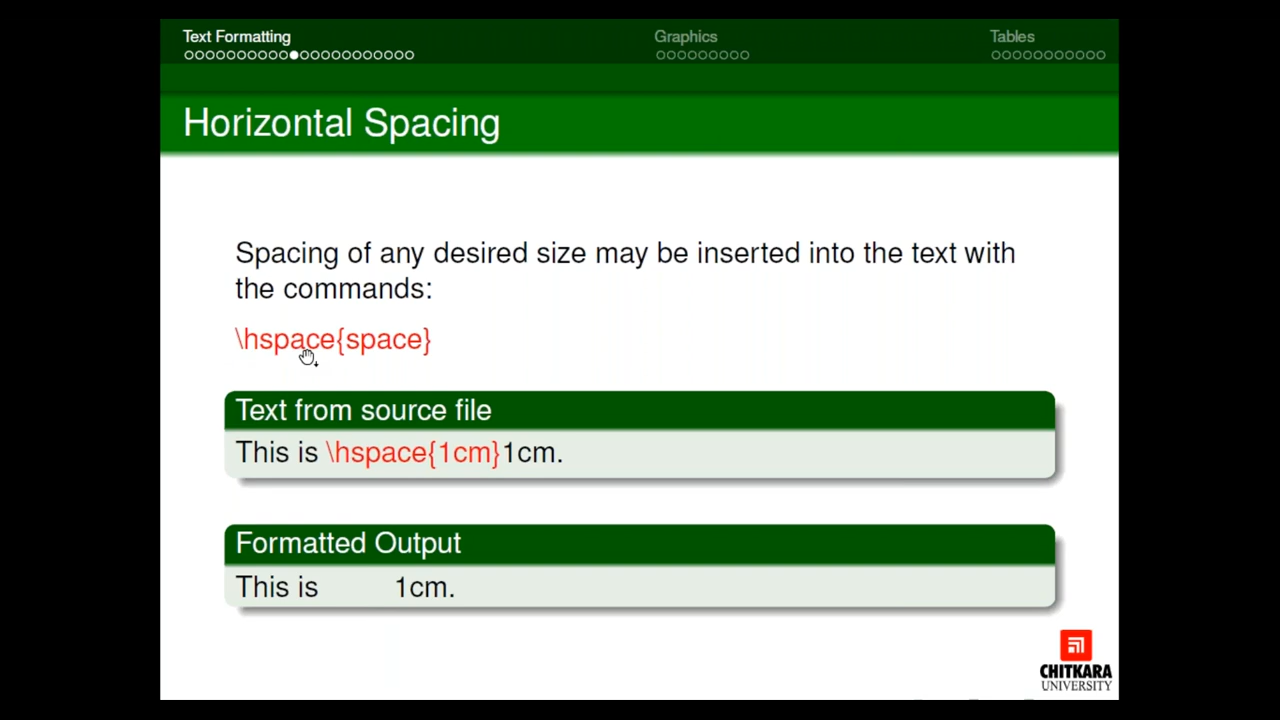 Text Formatting
Graphics
Tables
Horizontal Spacing
Spacing of any desired size may be inserted into the text with
the commands:
\hspace{space}
Text from source file
This is \hspace{1cm}1cm.
Formatted Output
This is 1cm.
CHITKARA
UNIVERSITY